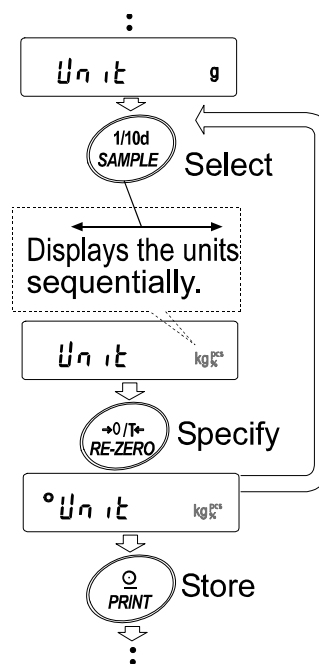 Unit g
1/10d
SAMPLE
Select
Displays the units
sequentially.
Unit kg pcs %
→0/T←
RE-ZERO
Specify
°Unit kg pcs %
PRINT
Store